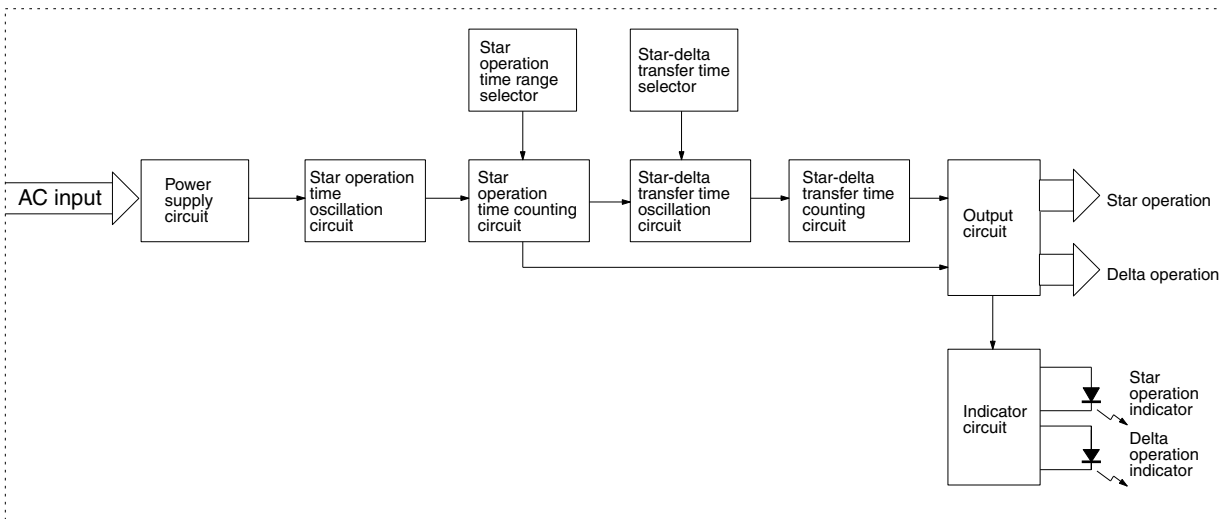 Star
operation
time range
selector
Star-delta
transfer time
selector
AC input
Power
supply
circuit
Star operation
time
oscillation
circuit
Star
operation
time counting
circuit
Star-delta
transfer time
oscillation
circuit
Star-delta
transfer time
counting
circuit
Output
circuit
Star operation
Delta operation
Indicator
circuit
Star
operation
indicator
Delta
operation
indicator